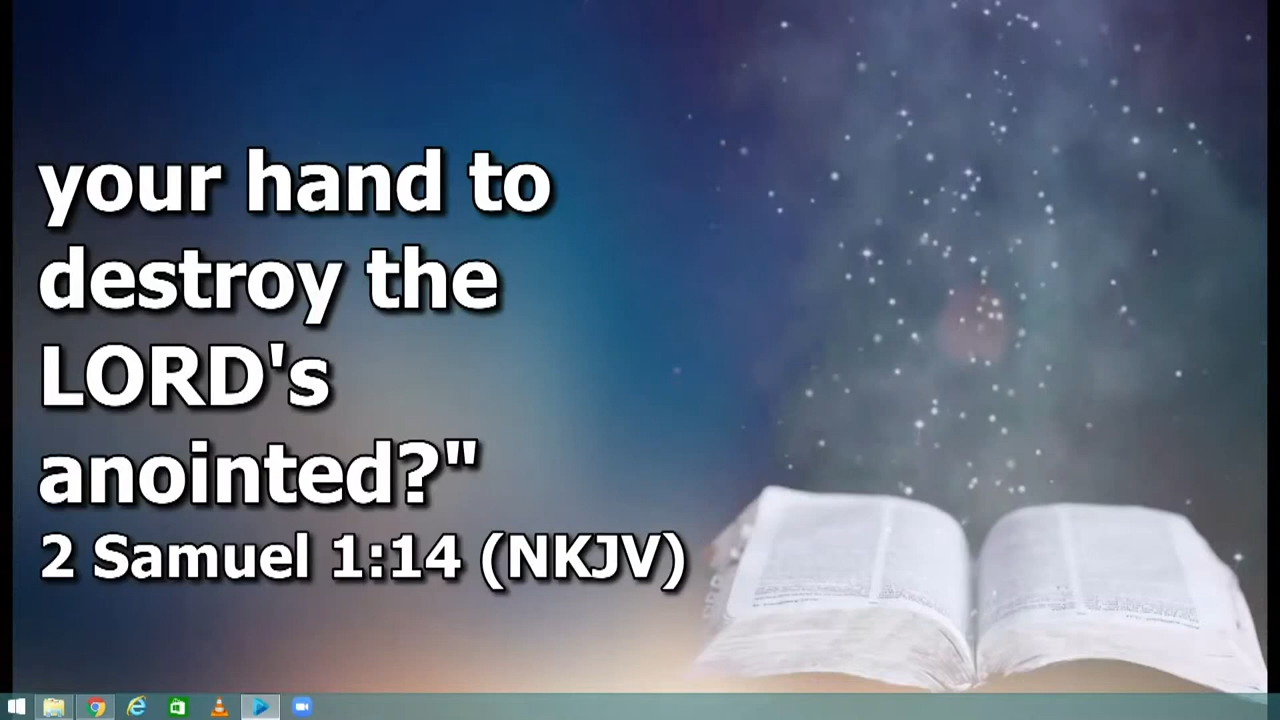 your hand to
destroy the
LORD's
anointed?"
2 Samuel 1:14 (NKJV)